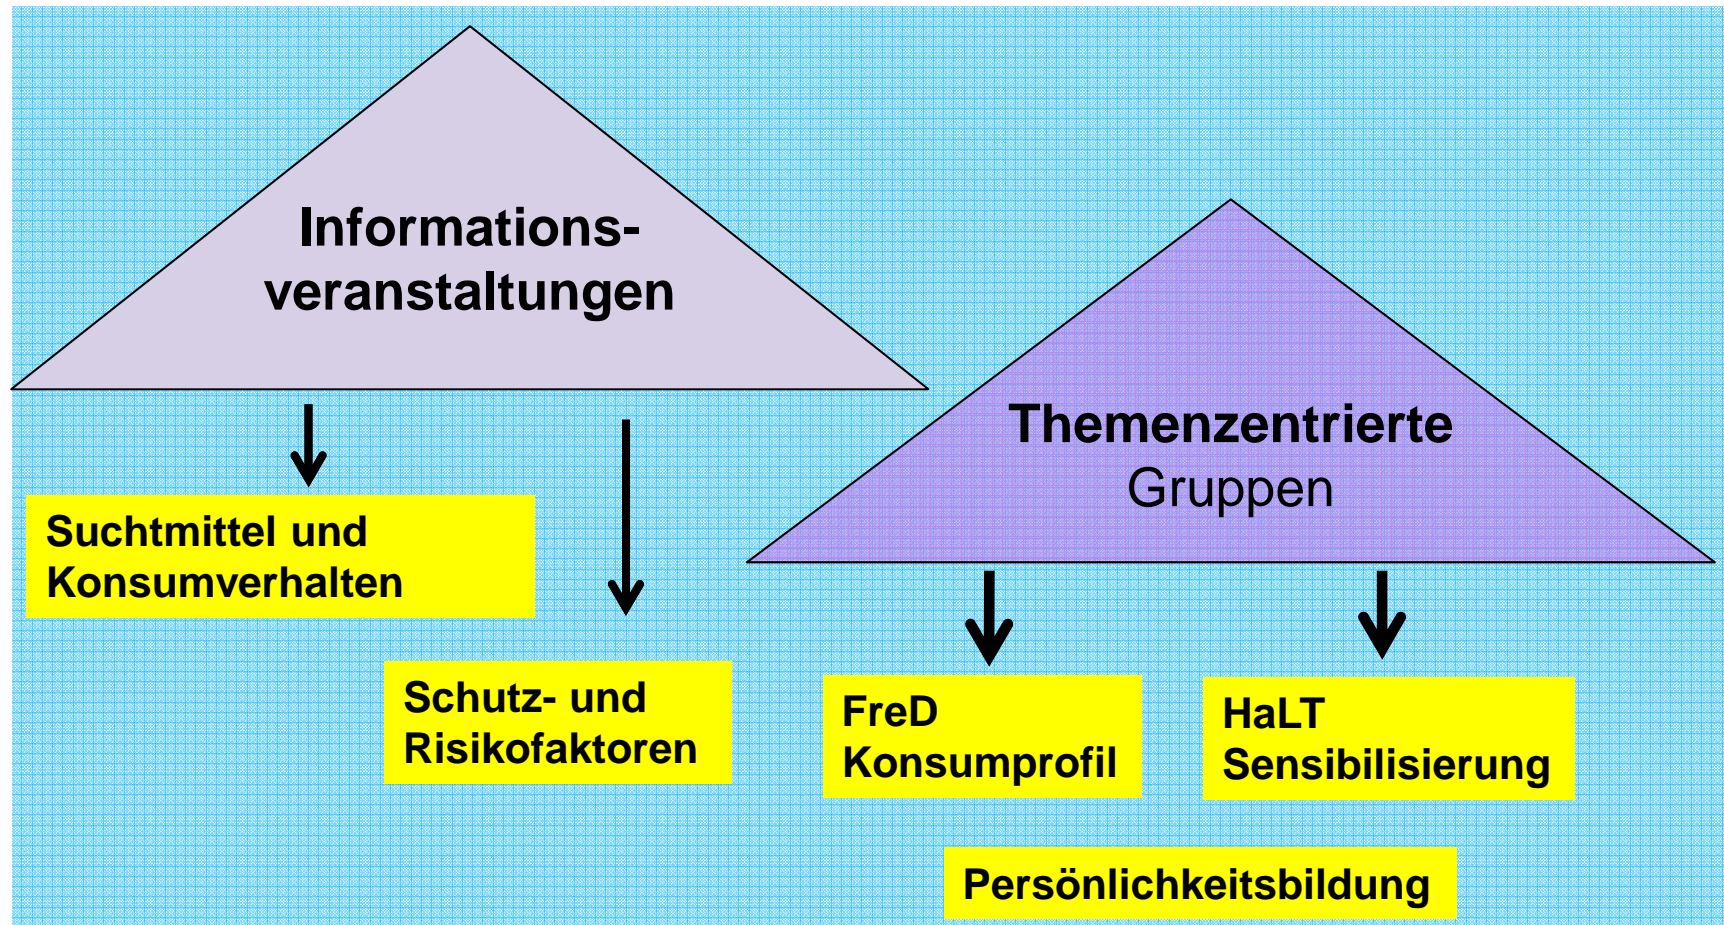 Informations-
veranstaltungen
Themenzentrierte
Gruppen
Suchtmittel und
Konsumverhalten
Schutz- und
Risikofaktoren
FreD
Konsumprofil
HaLT
Sensibilisierung
Persönlichkeitsbildung